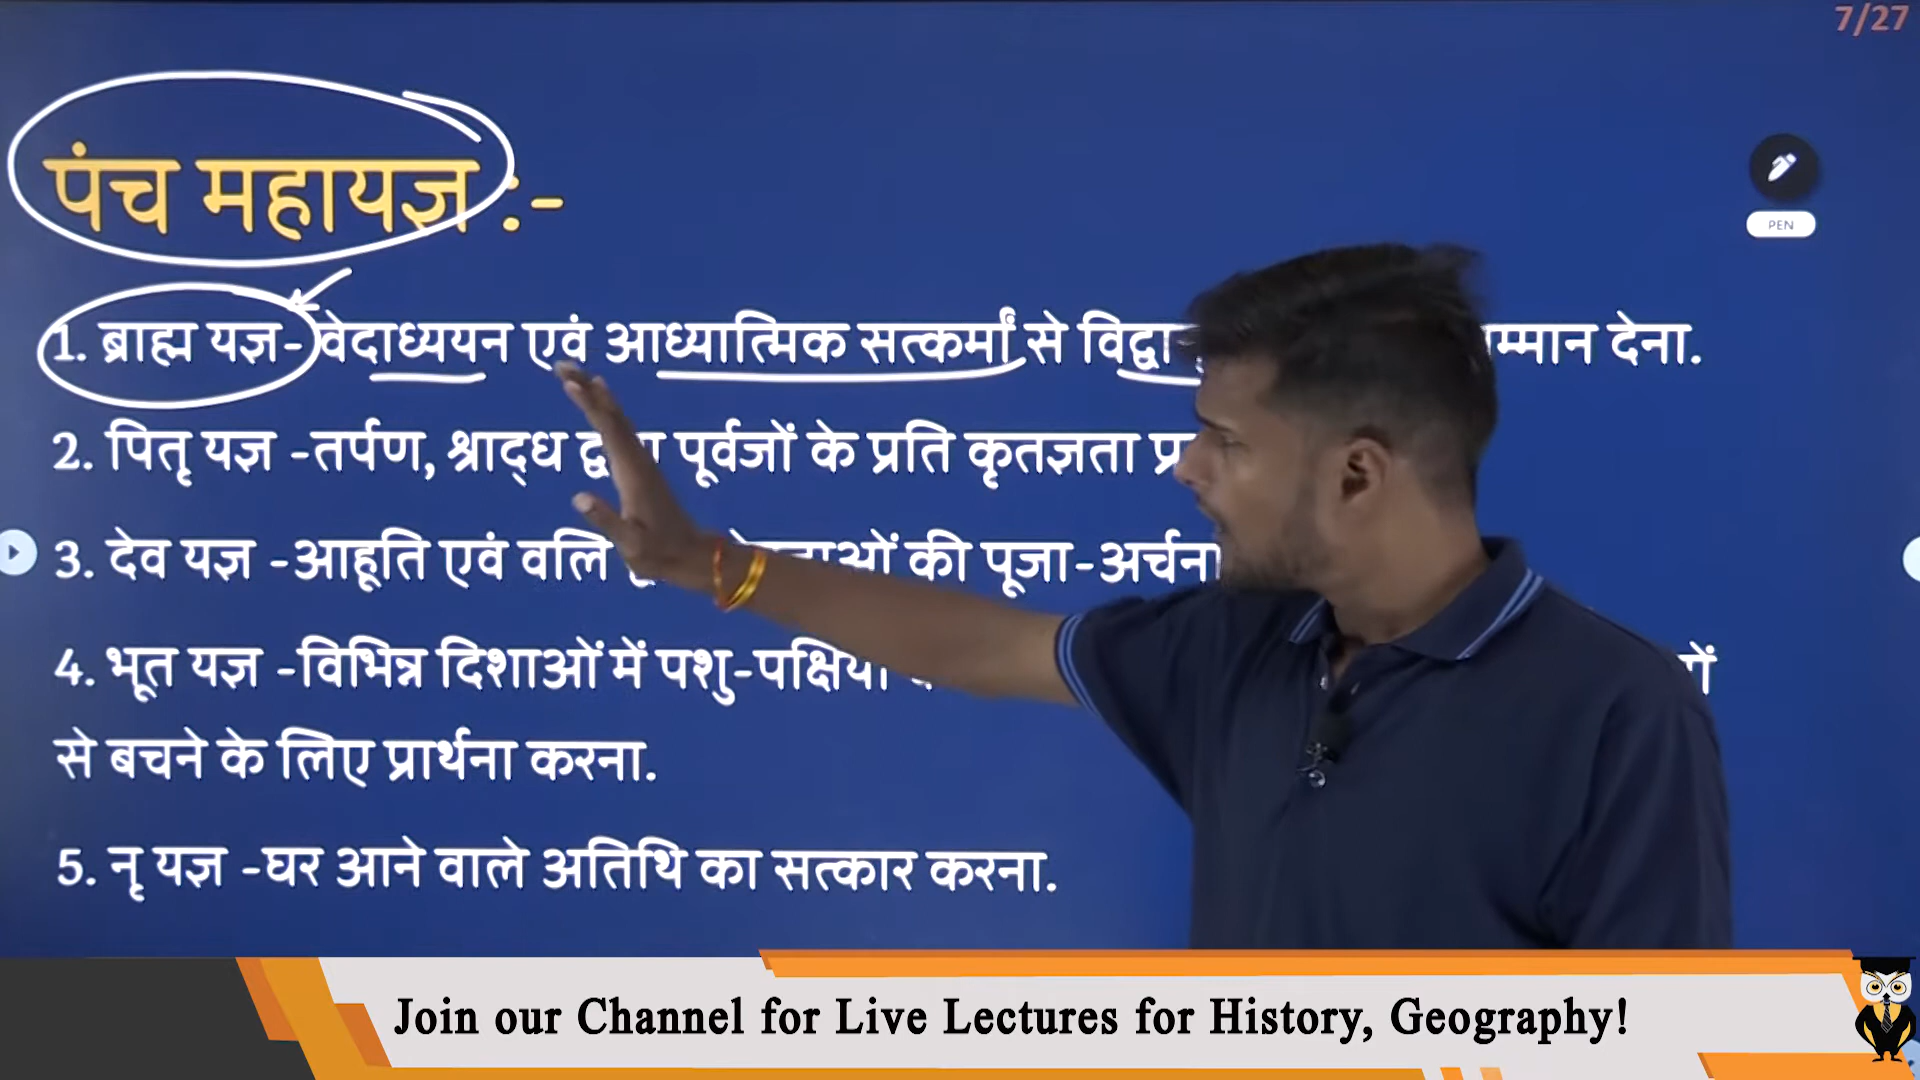 7/27
पंच महायज्ञ :-
PEN
1. ब्राह्म यज्ञ- वेदाध्ययन एवं आध्यात्मिक सत्कर्मां से देना.
2. पितृ यज्ञ -तर्पण, श्राद्ध पूर्वजों के प्रति कृतज्ञता
3. देव यज्ञ -आहूति एवं वलि की पूजा-अर्चना
4. भूत यज्ञ -विभिन्न दिशाओं में
से बचने के लिए प्रार्थना करना.
5. नृ यज्ञ -घर आने वाले अतिथि का सत्कार करना.
Join our Channel for Live Lectures for History, Geography!